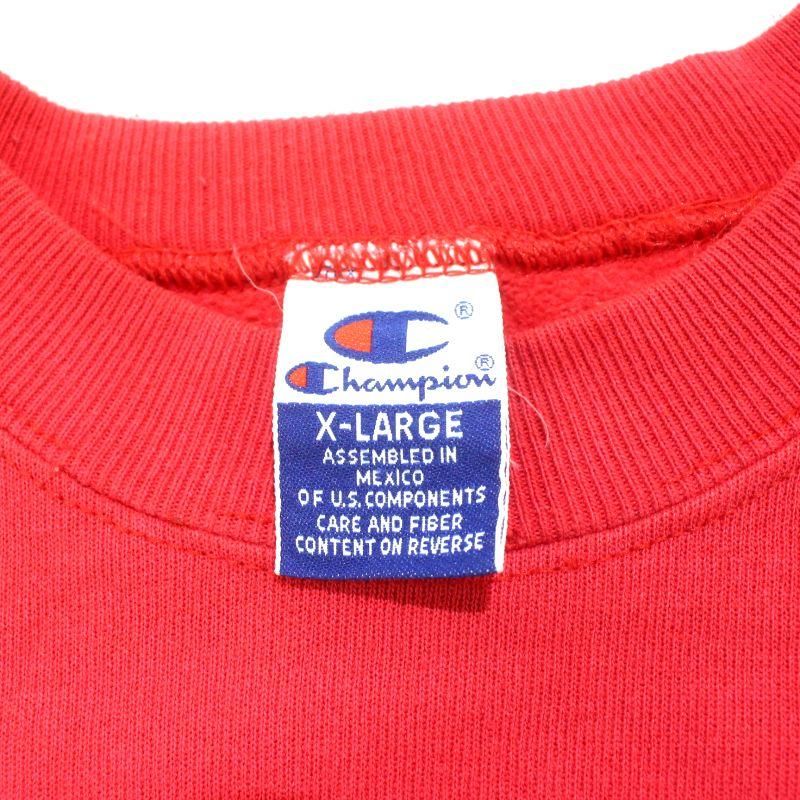 ®
Champion®
X-LARGE
ASSEMBLED IN
MEXICO
OF U.S. COMPONENTS
CARE AND FIBER
CONTENT ON REVERSE